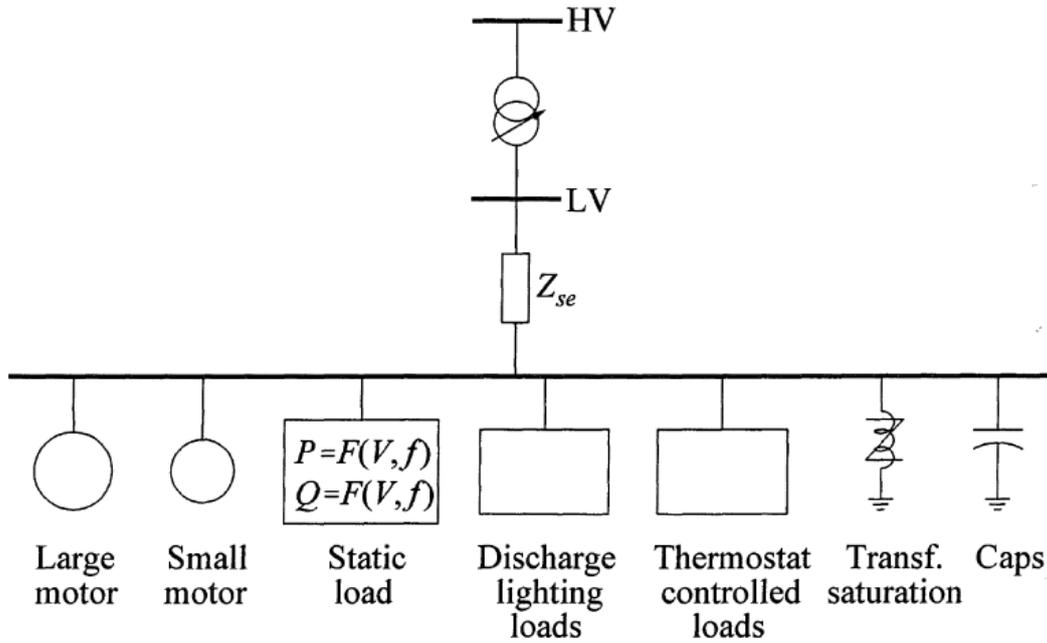 HV
LV
Z_se
P=F(V,f)
Q=F(V,f)
Large
motor
Small
motor
Static
load
Discharge
lighting
loads
Thermostat
controlled
loads
Transf.
saturation
Caps